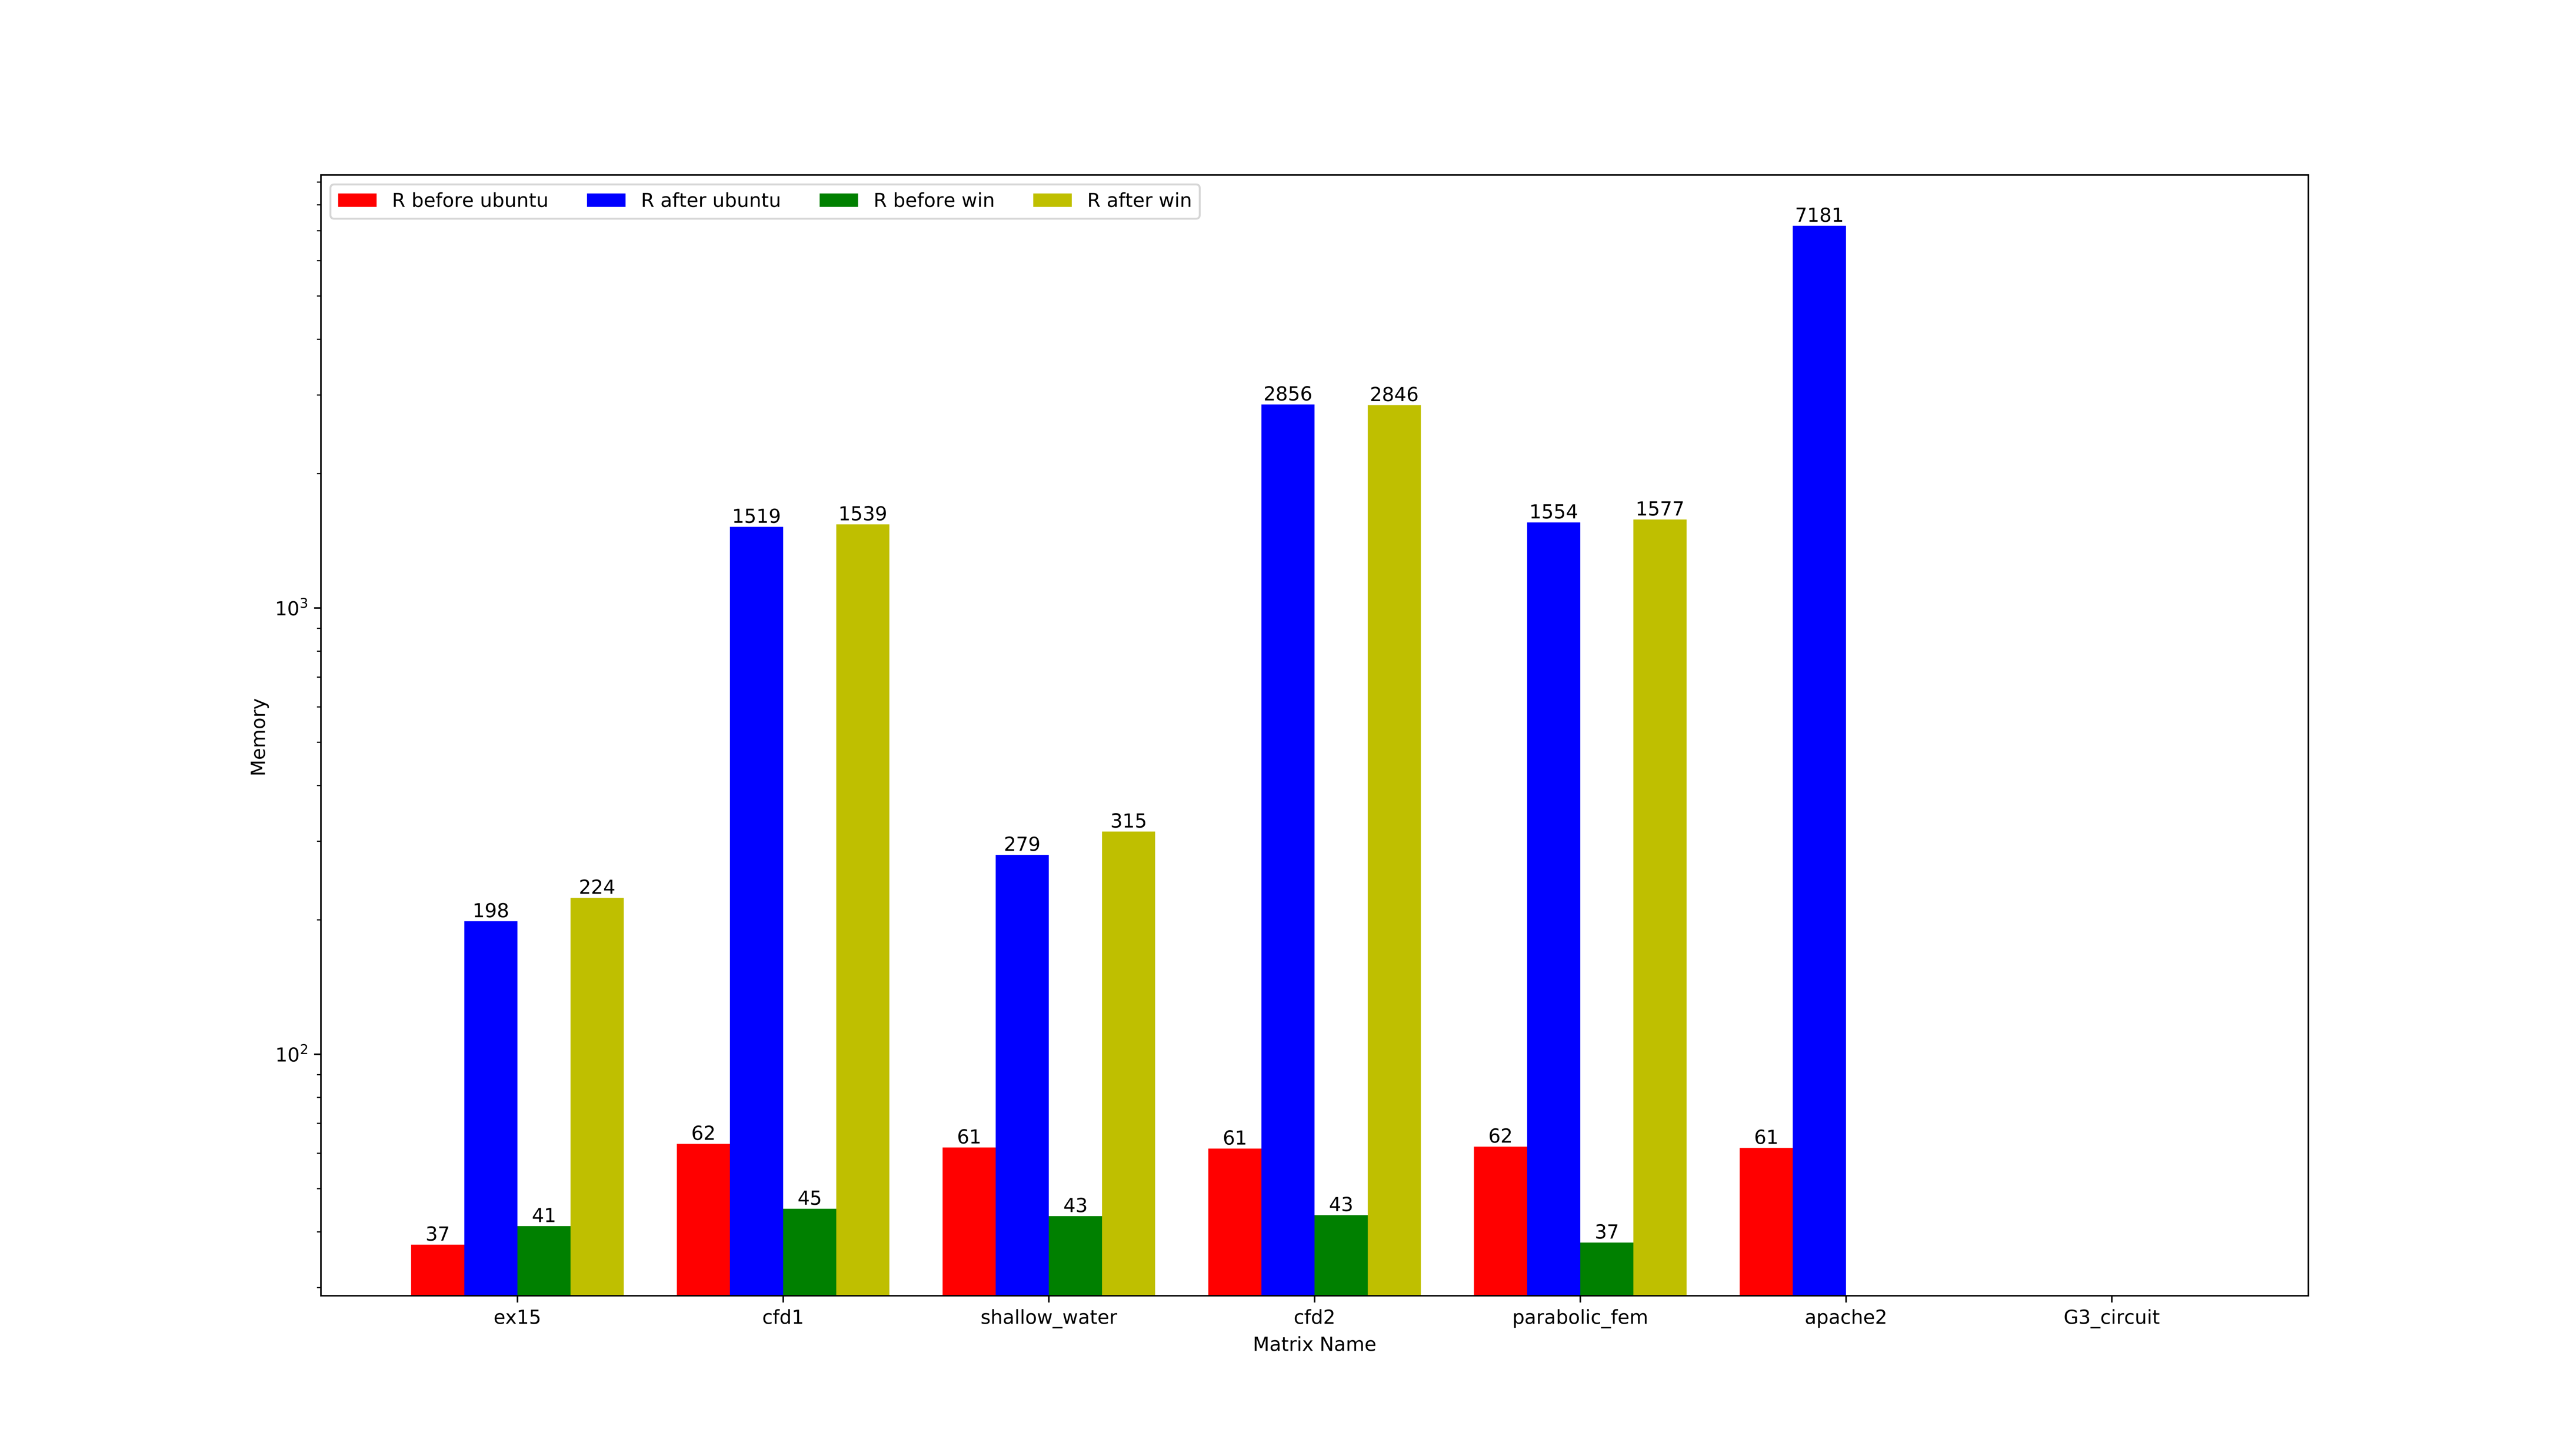 R before ubuntu R after ubuntu R before win R after win
7181
2856 2846
1519 1539 1554 1577
10³
279 315
198 224
10²
62 61 61 62 61
37 41 45 43 43 37
Memory
ex15 cfd1 shallow_water cfd2 parabolic_fem apache2 G3_circuit
Matrix Name